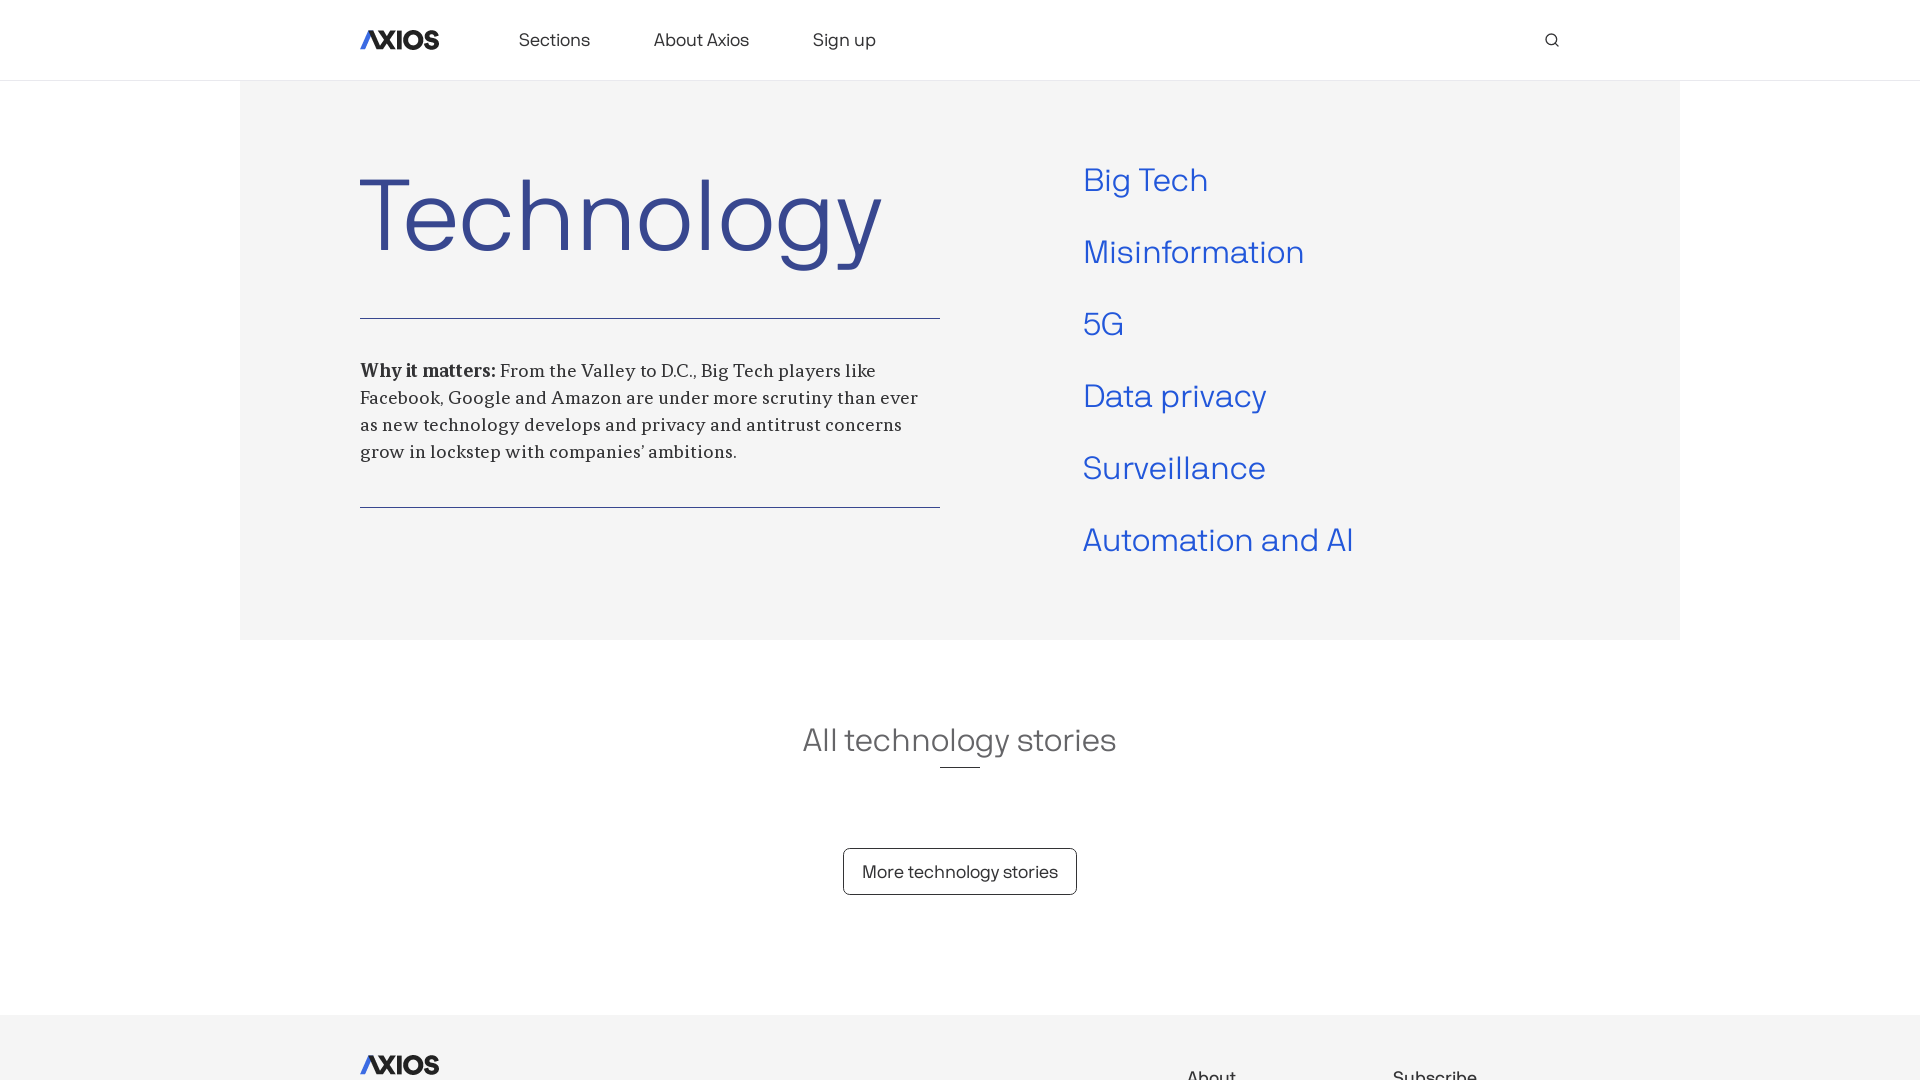 AXIOS
Sections
About Axios
Sign up
Technology
Why it matters: From the Valley to D.C., Big Tech players like
Facebook, Google and Amazon are under more scrutiny than ever
as new technology develops and privacy and antitrust concerns
grow in lockstep with companies’ ambitions.
Big Tech
Misinformation
5G
Data privacy
Surveillance
Automation and AI
All technology stories
More technology stories
AXIOS
About
Subscribe